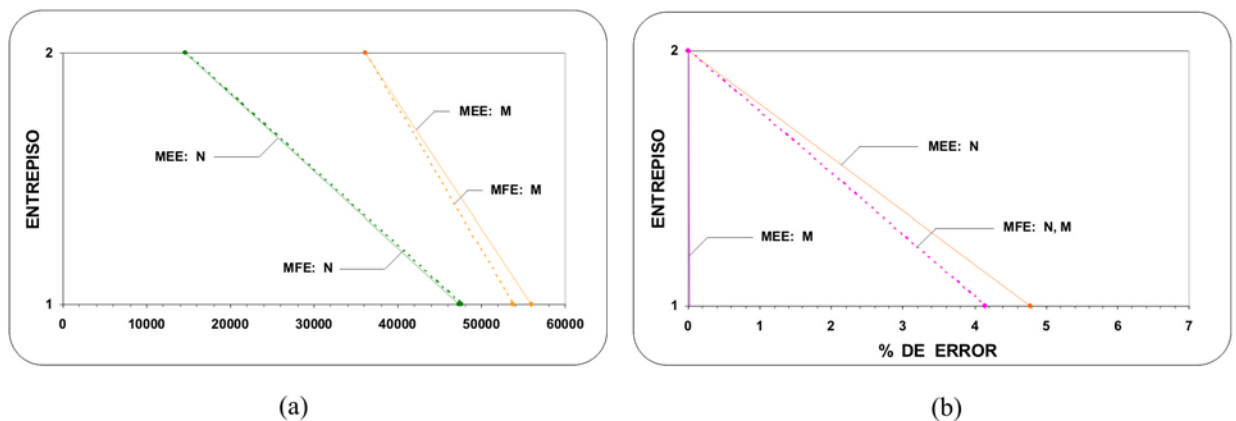 2
MEE: M
MEE: N
MFE: M
MFE: N
ENTREPISO
1
0 10000 20000 30000 40000 50000 60000
(a)
2
MEE: N
MEE: M
MFE: N, M
ENTREPISO
1
0 1 2 3 4 5 6 7
% DE ERROR
(b)